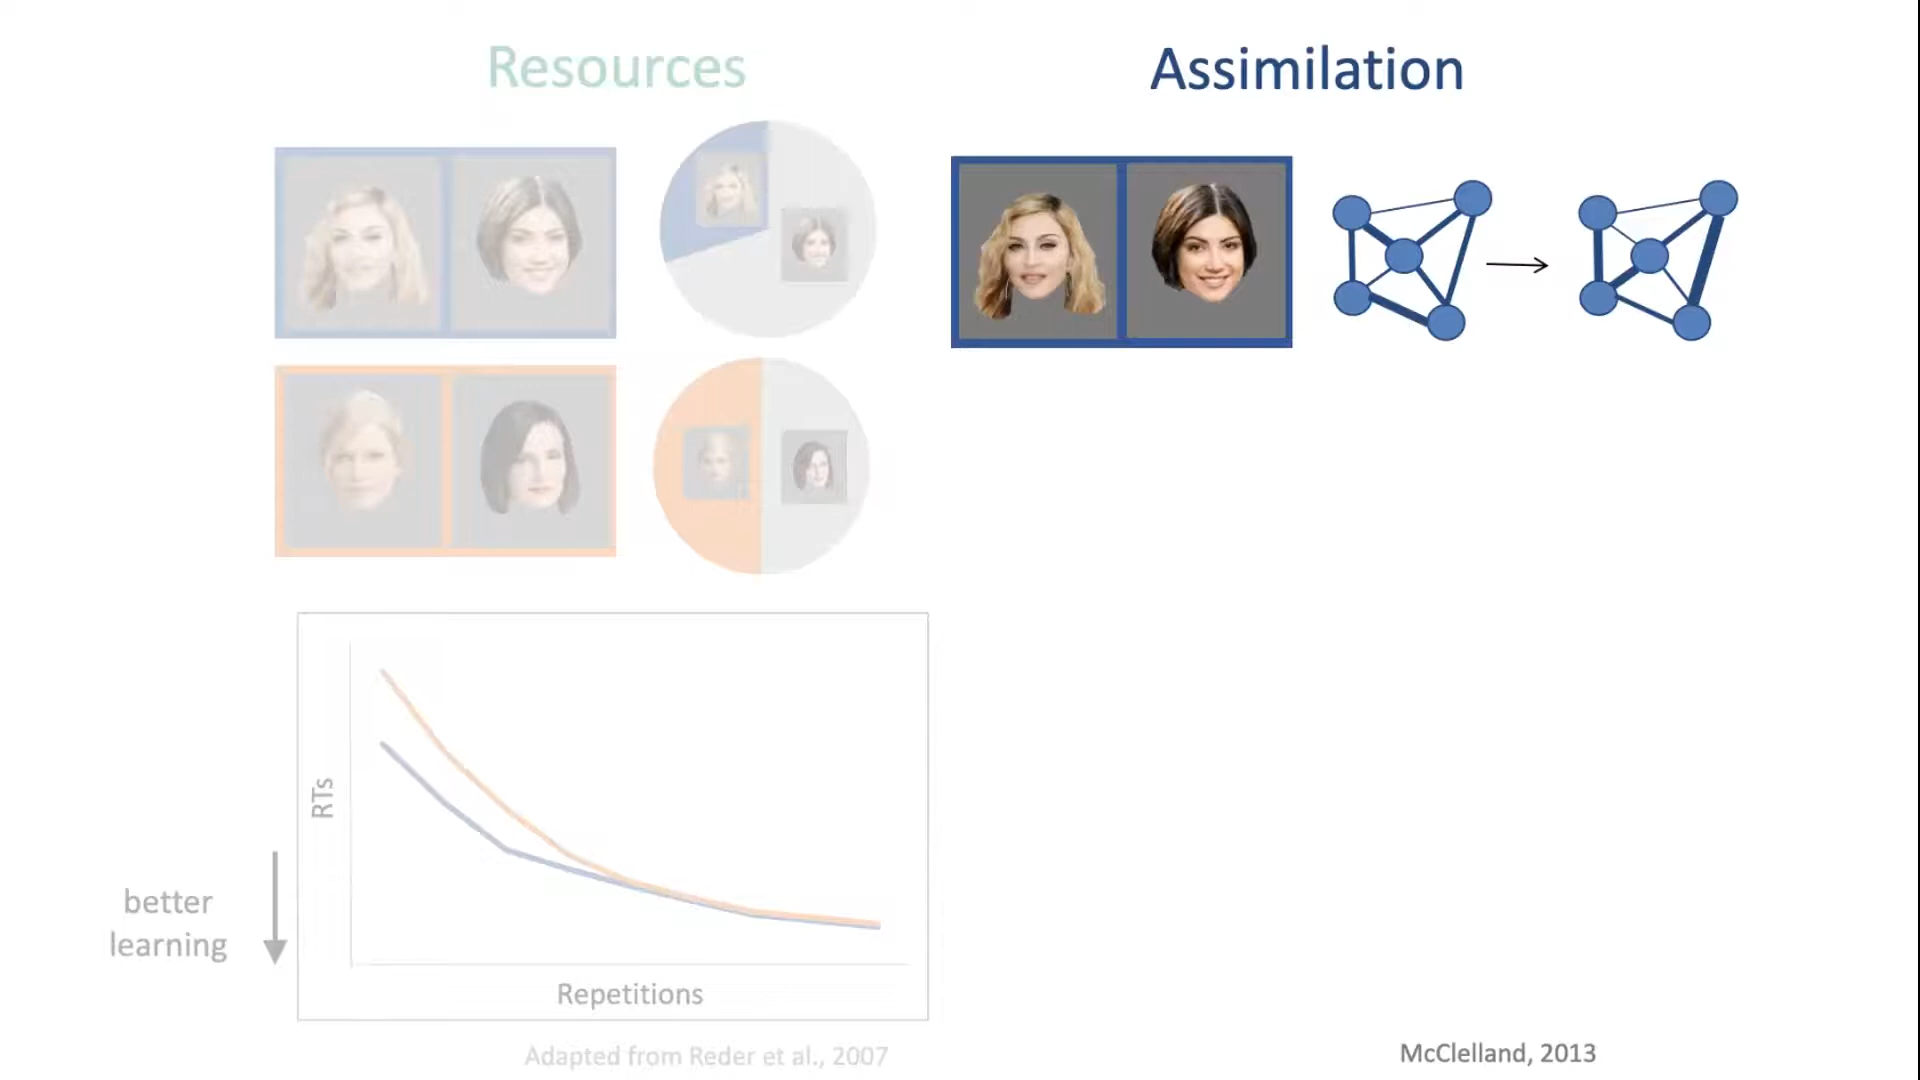 Resources
Assimilation
RTs
better
learning
Repetitions
Adapted from Reder et al., 2007
McClelland, 2013